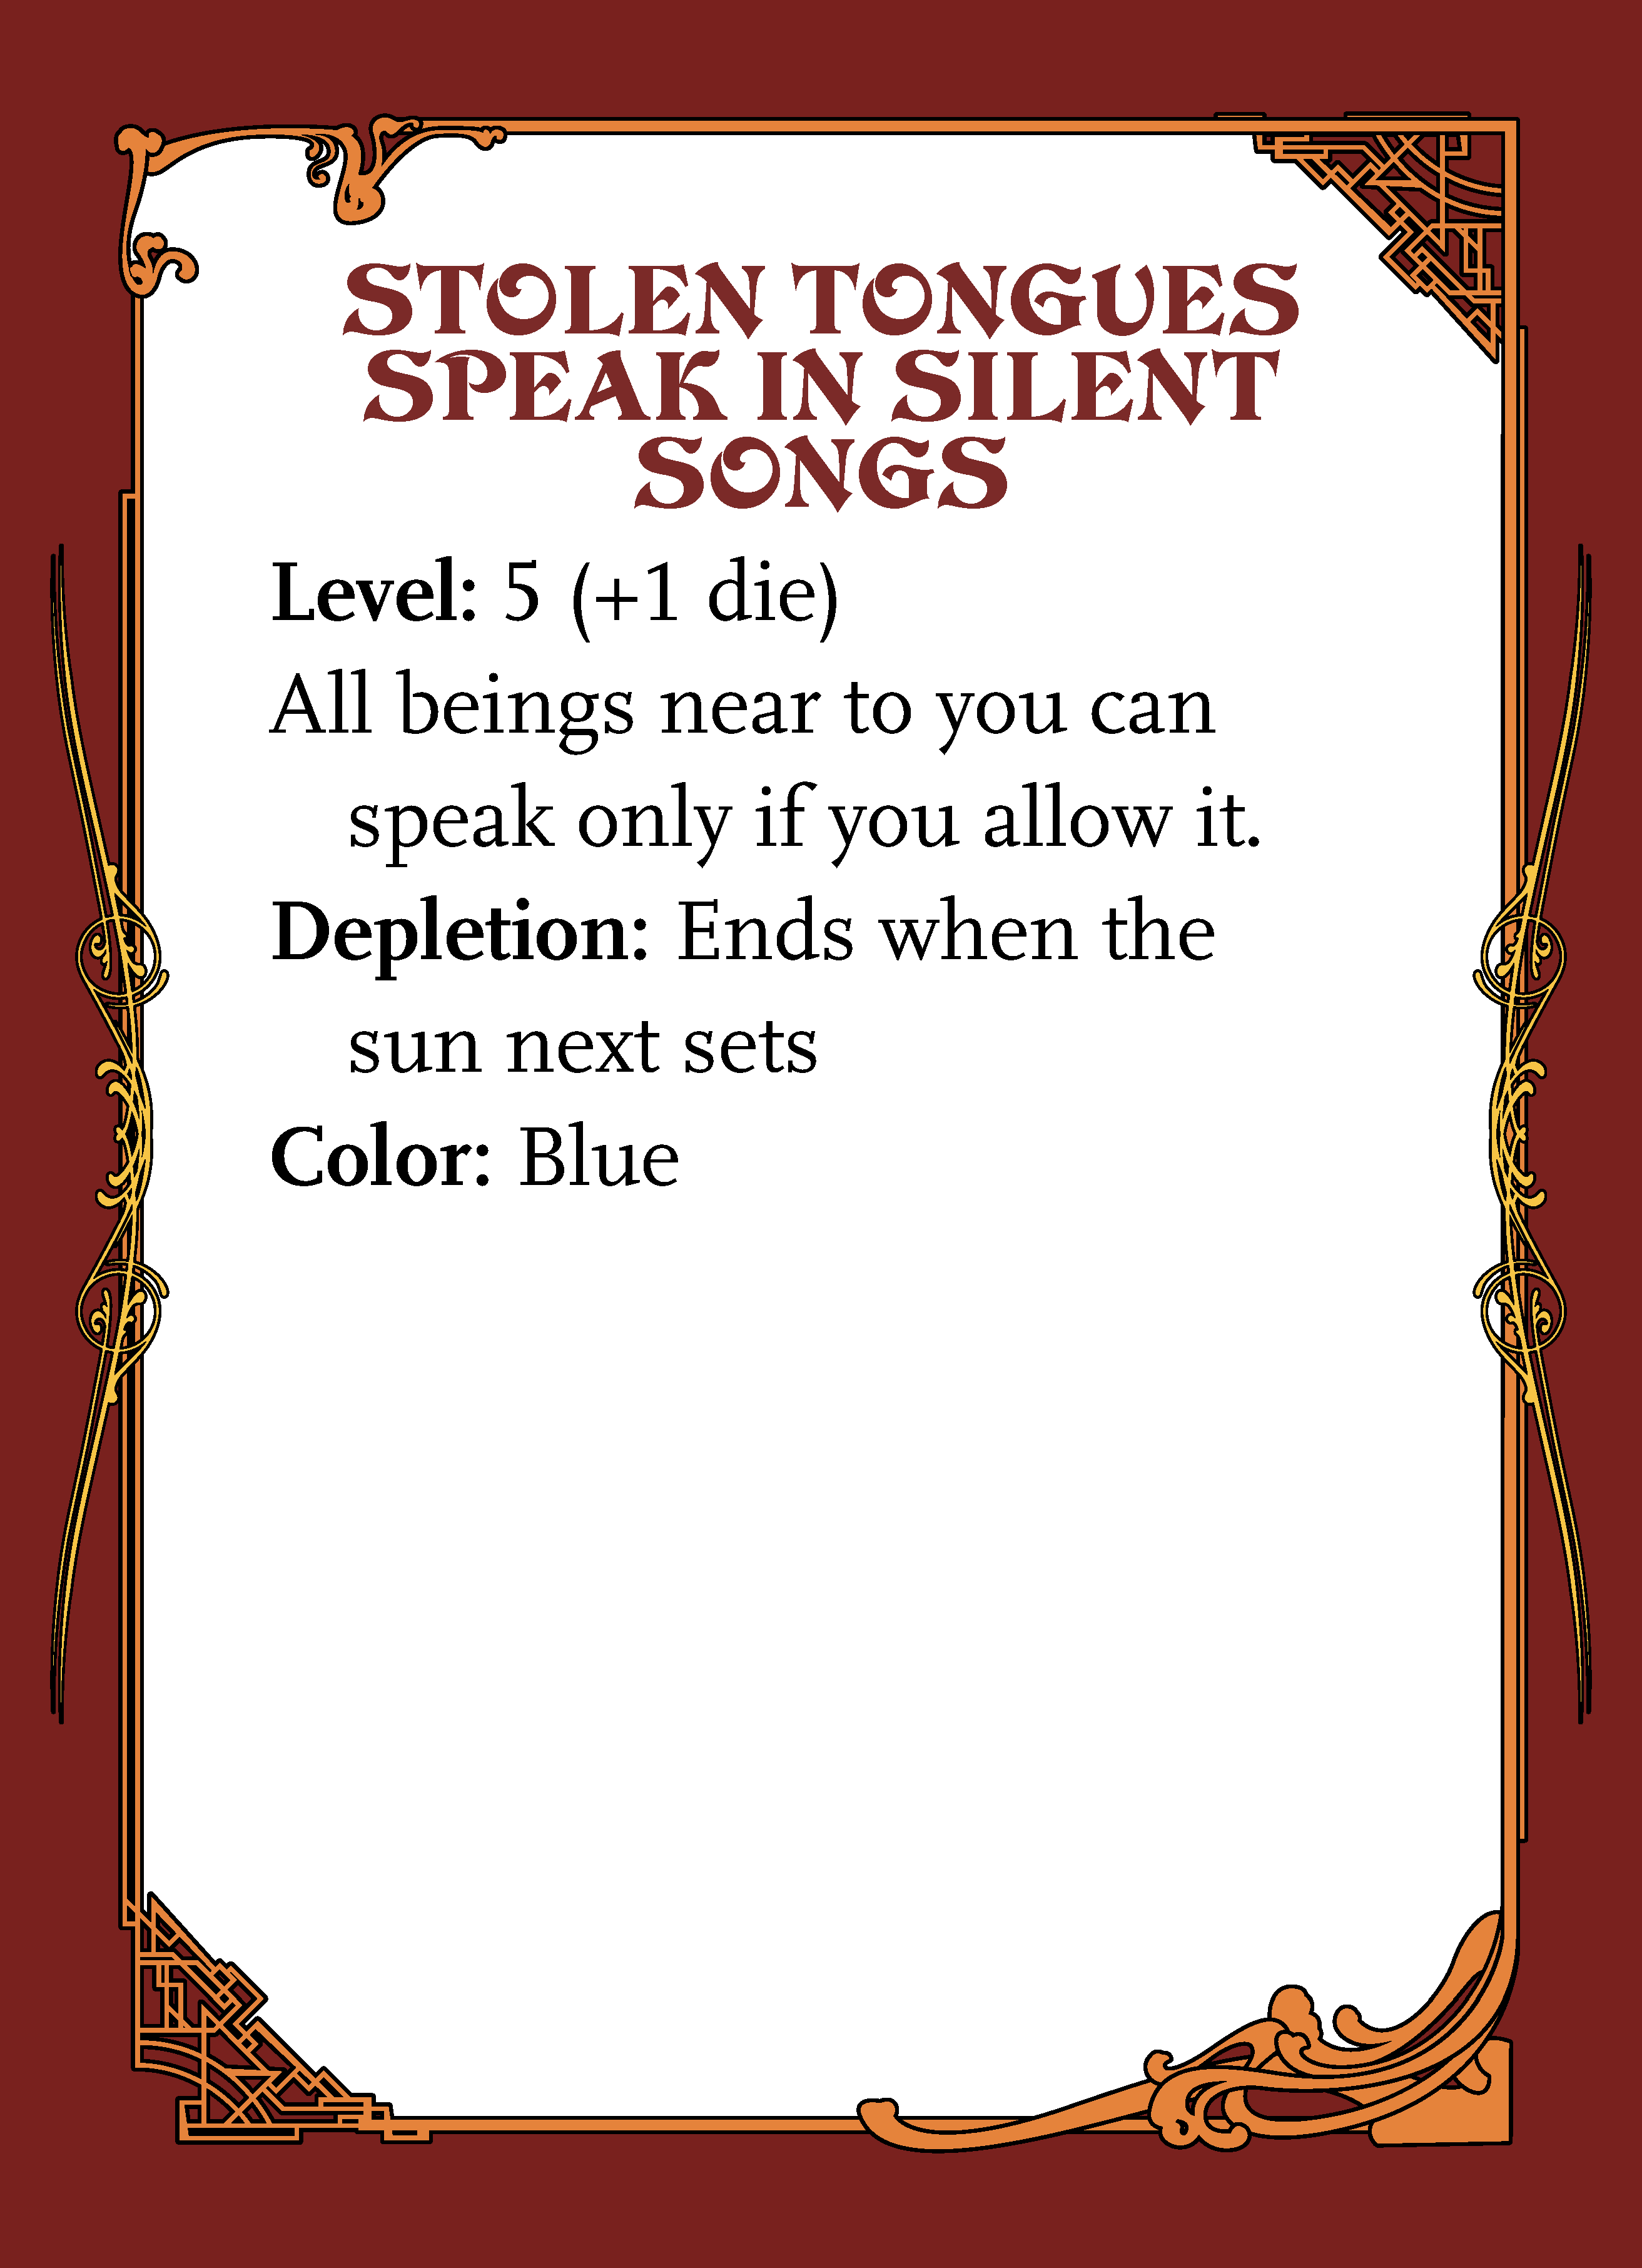 STOLEN TONGUES
SPEAK IN SILENT
SONGS
Level: 5 (+1 die)
All beings near to you can
speak only if you allow it.
Depletion: Ends when the
sun next sets
Color: Blue